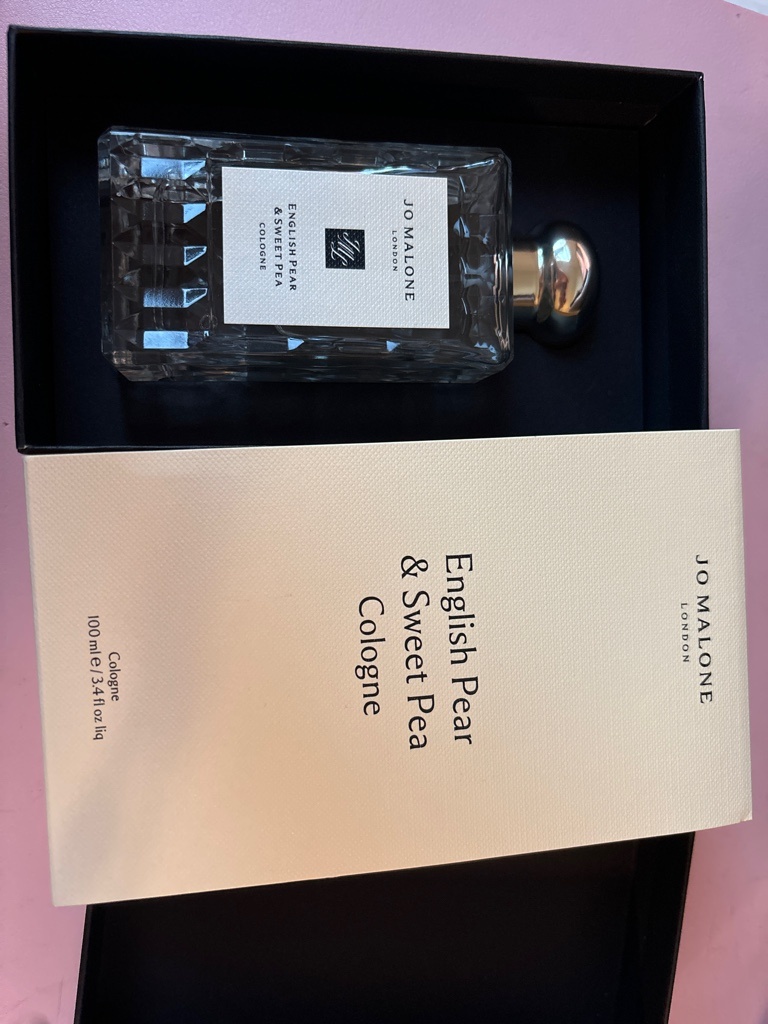 JO MALONE
LONDON
JML
ENGLISH PEAR
& SWEET PEA
COLOGNE
JO MALONE
LONDON
English Pear
& Sweet Pea
Cologne
Cologne
100 ml e / 3.4 fl oz liq